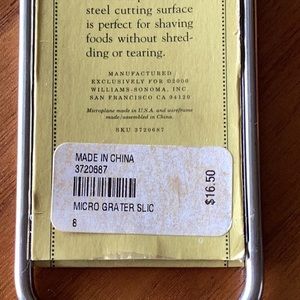 steel cutting surface
is perfect for shaving
foods without shred-
ding or tearing.
MANUFACTURED
EXCLUSIVELY FOR ©2000
WILLIAMS-SONOMA, INC
SAN FRANCISCO CA 94120
Microplane made in U.S.A. and wireframe
made/assembled in China.
SKU 3720687
MADE IN CHINA
3720687
MICRO GRATER SLIC
8
$16.50